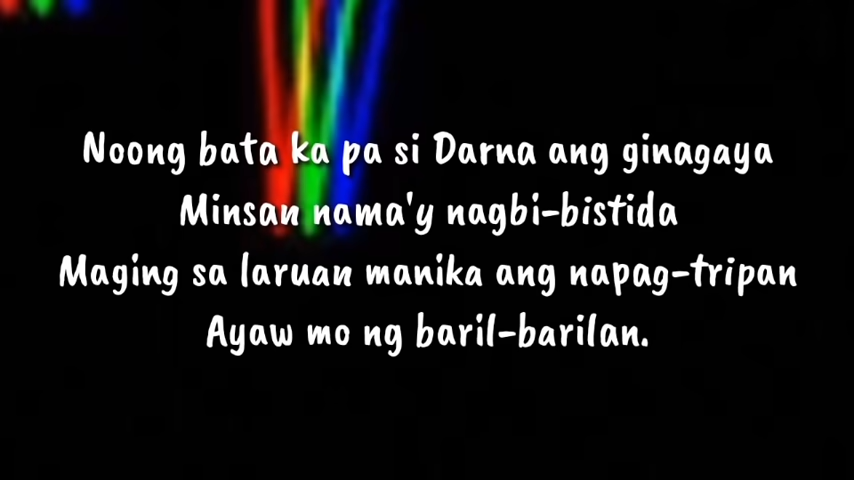 Noong bata ka pa si Darna ang ginagaya
Minsan nama'y nagbi-bistida
Maging sa laruan manika ang napag-tripan
Ayaw mo ng baril-barilan.